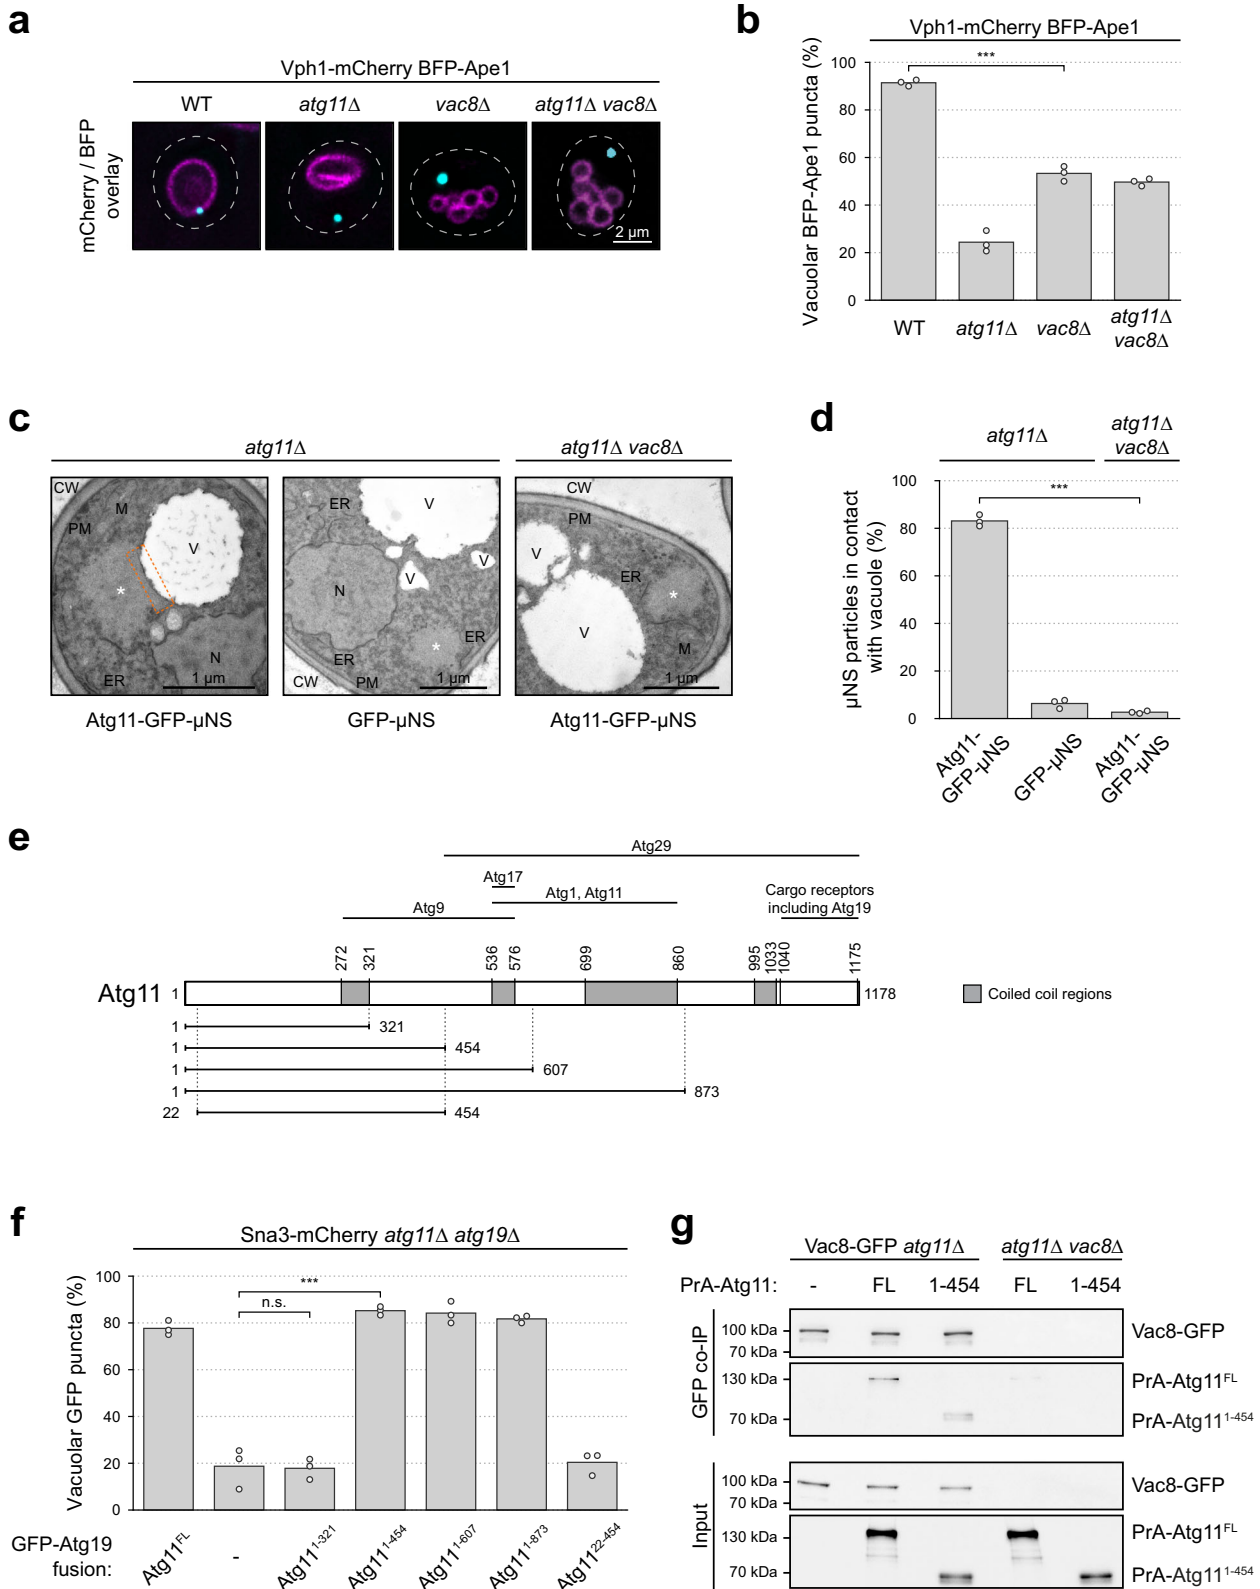 a
Vph1-mCherry BFP-Ape1
WT atg11Δ vac8Δ atg11Δ vac8Δ
mCherry / BFP
overlay
2 µm
b
Vph1-mCherry BFP-Ape1
Vacuolar BFP-Ape1 puncta (%)
100
80
60
40
20
0
***
WT atg11Δ vac8Δ atg11Δ
vac8Δ
c
atg11Δ atg11Δ vac8Δ
CW M PM V * N ER 1 µm
ER V V V N ER ER * CW PM 1 µm
CW PM V ER * V M 1 µm
Atg11-GFP-µNS GFP-µNS Atg11-GFP-µNS
d
atg11Δ atg11Δ
vac8Δ
µNS particles in contact
with vacuole (%)
100
80
60
40
20
0
***
Atg11-
GFP-µNS
GFP-µNS
Atg11-
GFP-µNS
e
Atg29
Atg17
Atg1, Atg11
Cargo receptors
including Atg19
Atg9
272 321 536 576 699 860 995 1033 1040 1175
Atg11 1 1178
Coiled coil regions
1 321
1 454
1 607
1 873
22 454
f
Sna3-mCherry atg11Δ atg19Δ
Vacuolar GFP puncta (%)
100
80
60
40
20
0
***
n.s.
GFP-Atg19
fusion:
Atg11FL - Atg111-321 Atg111-454 Atg111-607 Atg111-873 Atg1122-454
g
Vac8-GFP atg11Δ atg11Δ vac8Δ
PrA-Atg11: - FL 1-454 FL 1-454
GFP co-IP
100 kDa Vac8-GFP
70 kDa
130 kDa PrA-Atg11FL
70 kDa PrA-Atg111-454
Input
100 kDa Vac8-GFP
70 kDa
130 kDa PrA-Atg11FL
70 kDa PrA-Atg111-454